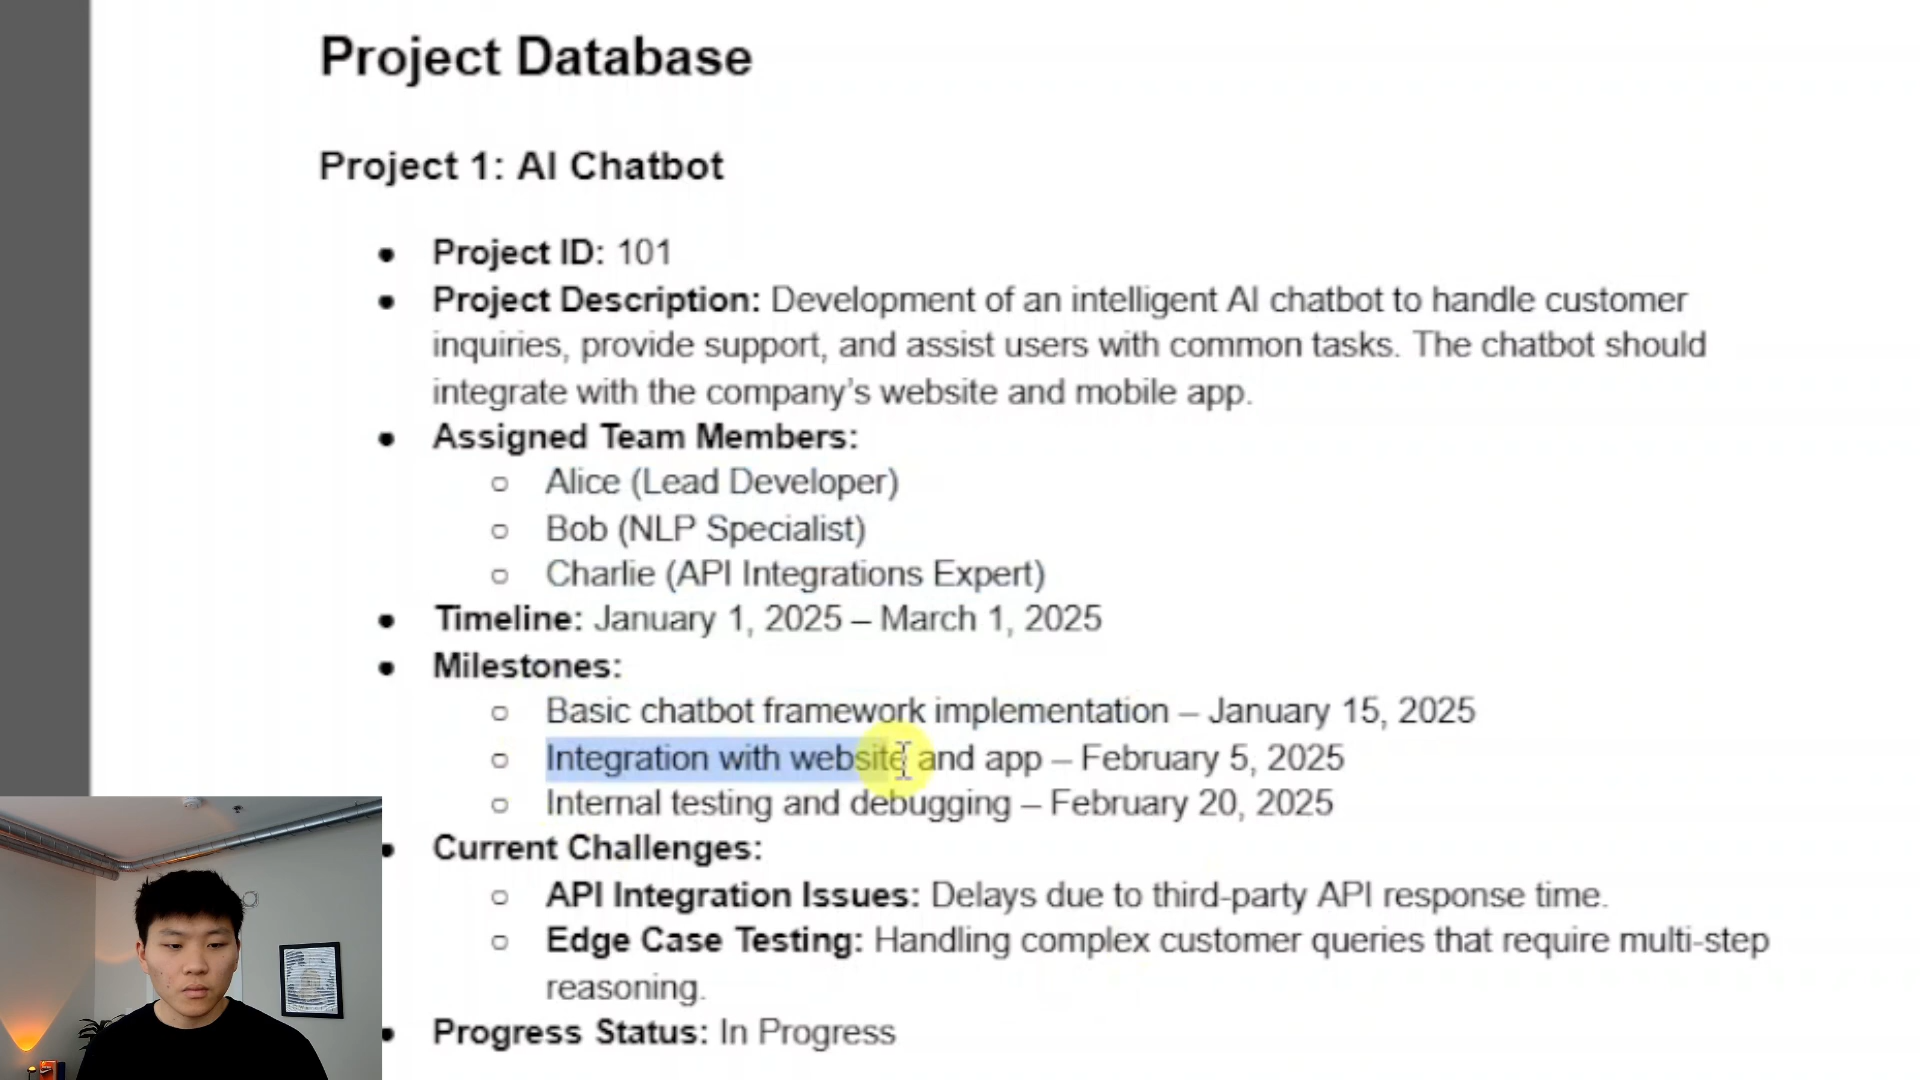 Project Database
Project 1: AI Chatbot
● Project ID: 101
● Project Description: Development of an intelligent AI chatbot to handle customer
inquiries, provide support, and assist users with common tasks. The chatbot should
integrate with the company's website and mobile app.
● Assigned Team Members:
○ Alice (Lead Developer)
○ Bob (NLP Specialist)
○ Charlie (API Integrations Expert)
● Timeline: January 1, 2025 – March 1, 2025
● Milestones:
○ Basic chatbot framework implementation – January 15, 2025
○ Integration with website and app – February 5, 2025
○ Internal testing and debugging – February 20, 2025
● Current Challenges:
○ API Integration Issues: Delays due to third-party API response time.
○ Edge Case Testing: Handling complex customer queries that require multi-step
reasoning.
● Progress Status: In Progress